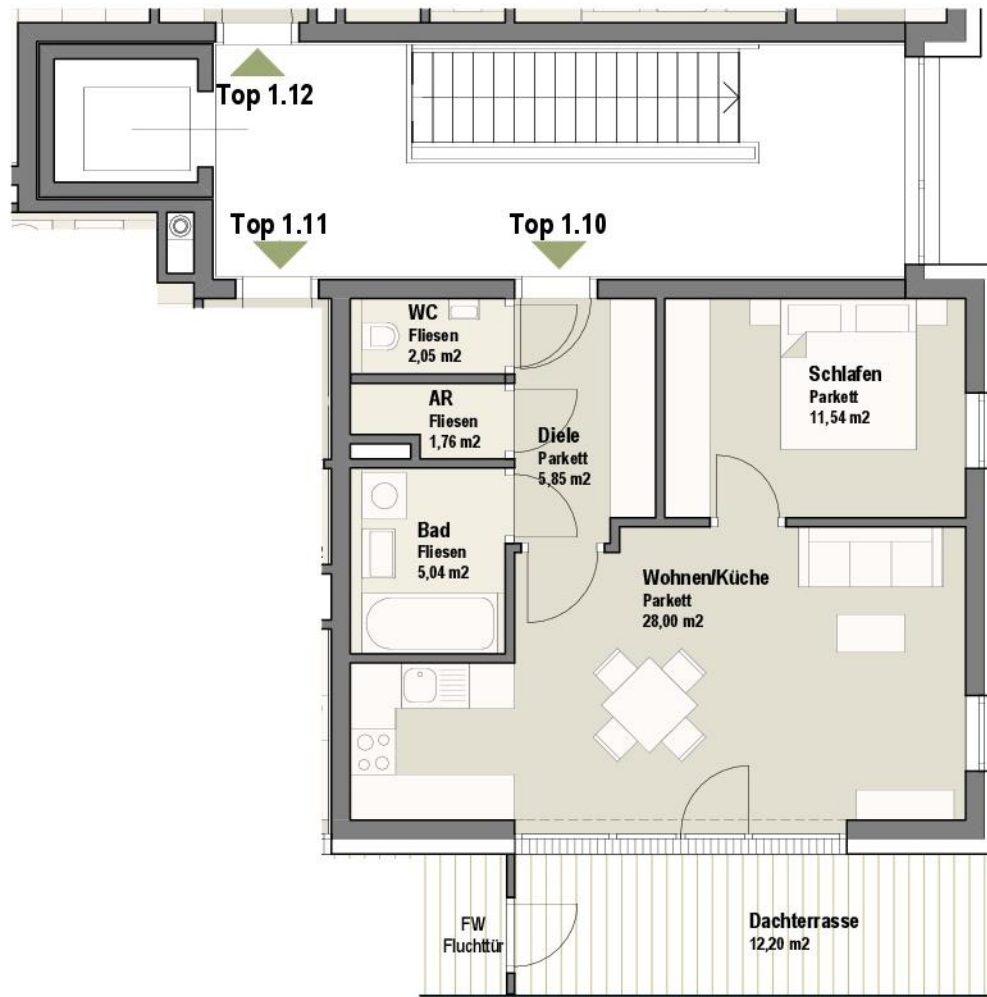 Top 1.12
Top 1.11
Top 1.10
WC
Fliesen
2,05 m2
AR
Fliesen
1,76 m2
Diele
Parkett
5,85 m2
Schlafen
Parkett
11,54 m2
Bad
Fliesen
5,04 m2
Wohnen/Küche
Parkett
28,00 m2
FW
Fluchttür
Dachterrasse
12,20 m2